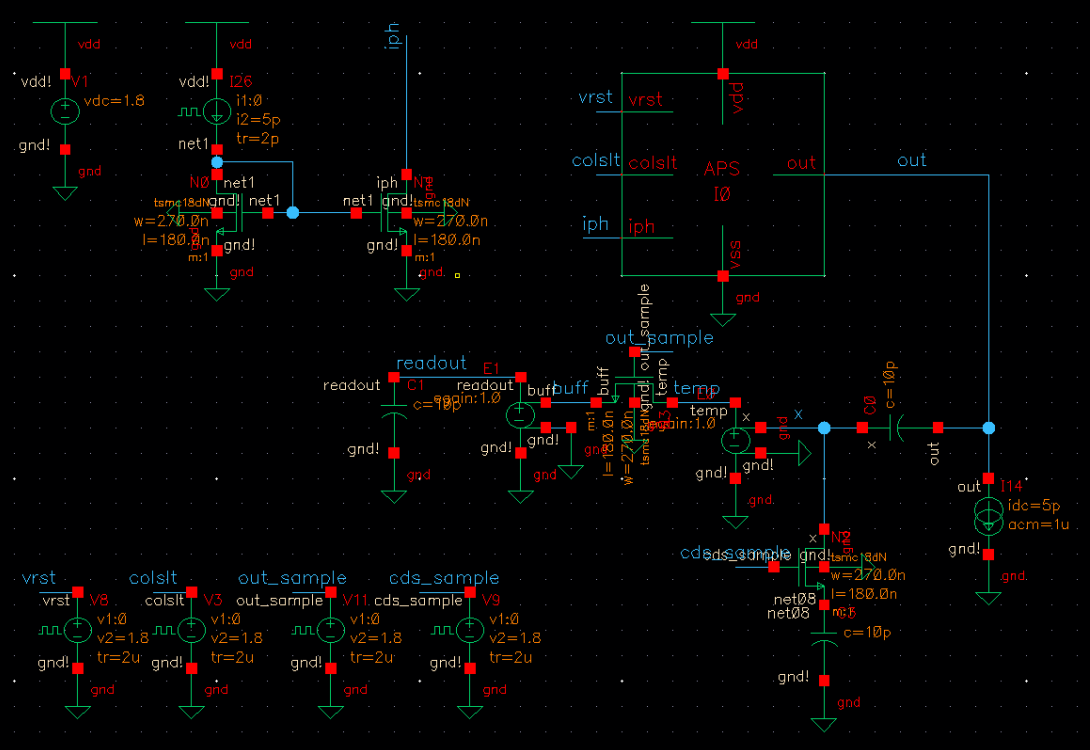 vdd
vdd! V1
vdc=1.8
gnd!
gnd
vdd
vdd! I26
i1:0
i2=5p
tr=2p
net1
N0 net1
gnd! net1
tsmc18dN
w=270.0n
l=180.0n
gnd!
m:1
gnd
iph
iph
net1 gnd!
tsmc18dN
w=270.0n
l=180.0n
gnd!
m:1
gnd
vdd
vdd
vrst vrst
colslt colslt
APS
I0
out out
iph iph
vss
gnd
out_sample
out_sample
readout
readout
C1
c=10p
gnd!
gnd
E1
readout
egain:1.0
gnd!
gnd
buff
buff
gnd!
gnd
buff
temp
gnd!
m:1
l=180.0n
w=270.0n
tsmc18dN
temp
temp
egain:1.0
x
gnd
gnd!
gnd!
gnd
x
x
C0
c=10p
out
out I14
idc=5p
acm=1u
gnd!
gnd
cds_sample
cds_sample gnd!
x
gnd
tsmc18dN
w=270.0n
l=180.0n
net08
net08
m:1
c=10p
gnd!
gnd
vrst
vrst V8
v1:0
v2=1.8
tr=2u
gnd!
gnd
colslt
colslt V3
v1:0
v2=1.8
tr=2u
gnd!
gnd
out_sample
out_sample V11
v1:0
v2=1.8
tr=2u
gnd!
gnd
cds_sample
cds_sample V9
v1:0
v2=1.8
tr=2u
gnd!
gnd